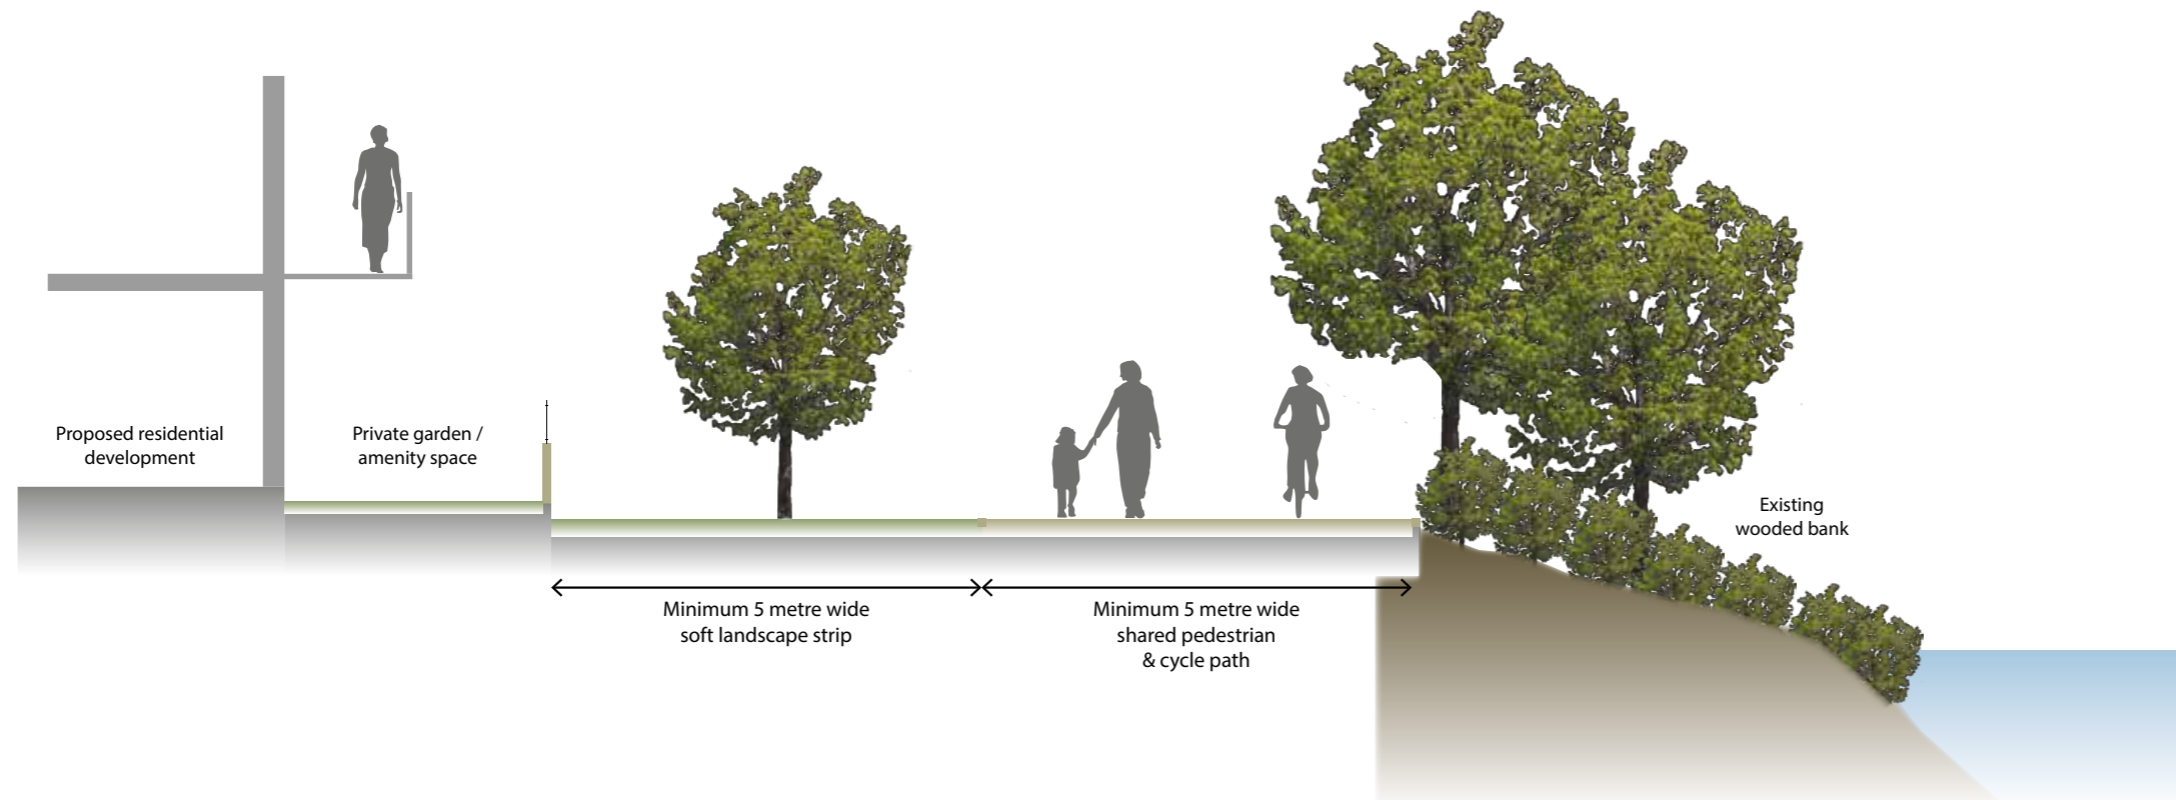 Proposed residential
development
Private garden /
amenity space
Existing
wooded bank
Minimum 5 metre wide
soft landscape strip
Minimum 5 metre wide
shared pedestrian
& cycle path